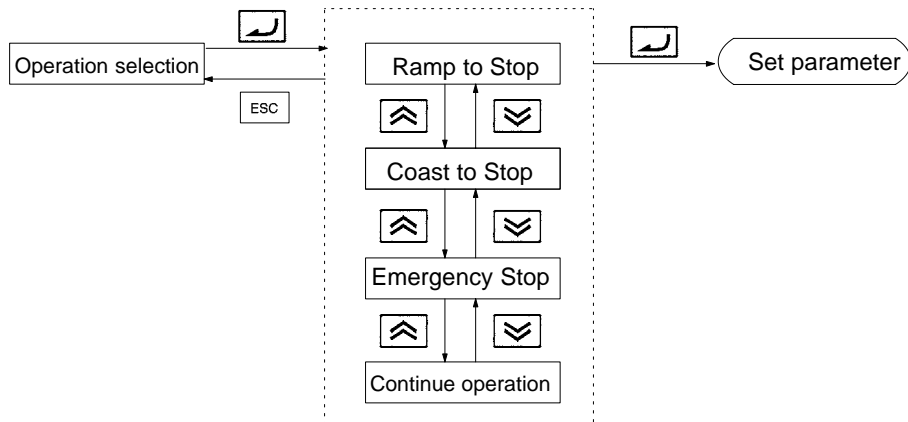 Operation selection
ESC
Ramp to Stop
Coast to Stop
Emergency Stop
Continue operation
Set parameter